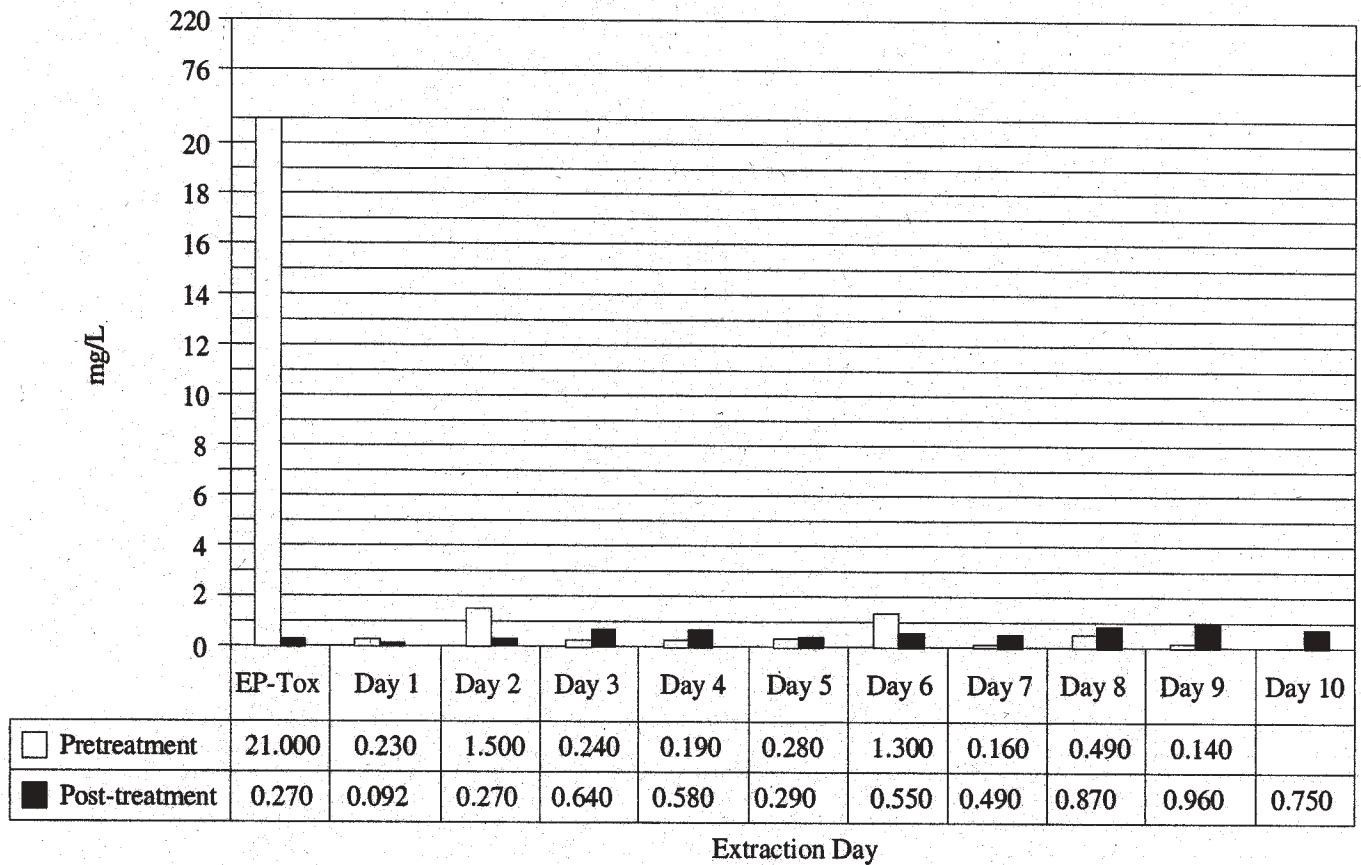 220
76
20
18
16
14
12
10
8
6
4
2
0
mg/L
EP-Tox Day 1 Day 2 Day 3 Day 4 Day 5 Day 6 Day 7 Day 8 Day 9 Day 10
Pretreatment 21.000 0.230 1.500 0.240 0.190 0.280 1.300 0.160 0.490 0.140
Post-treatment 0.270 0.092 0.270 0.640 0.580 0.290 0.550 0.490 0.870 0.960 0.750
Extraction Day